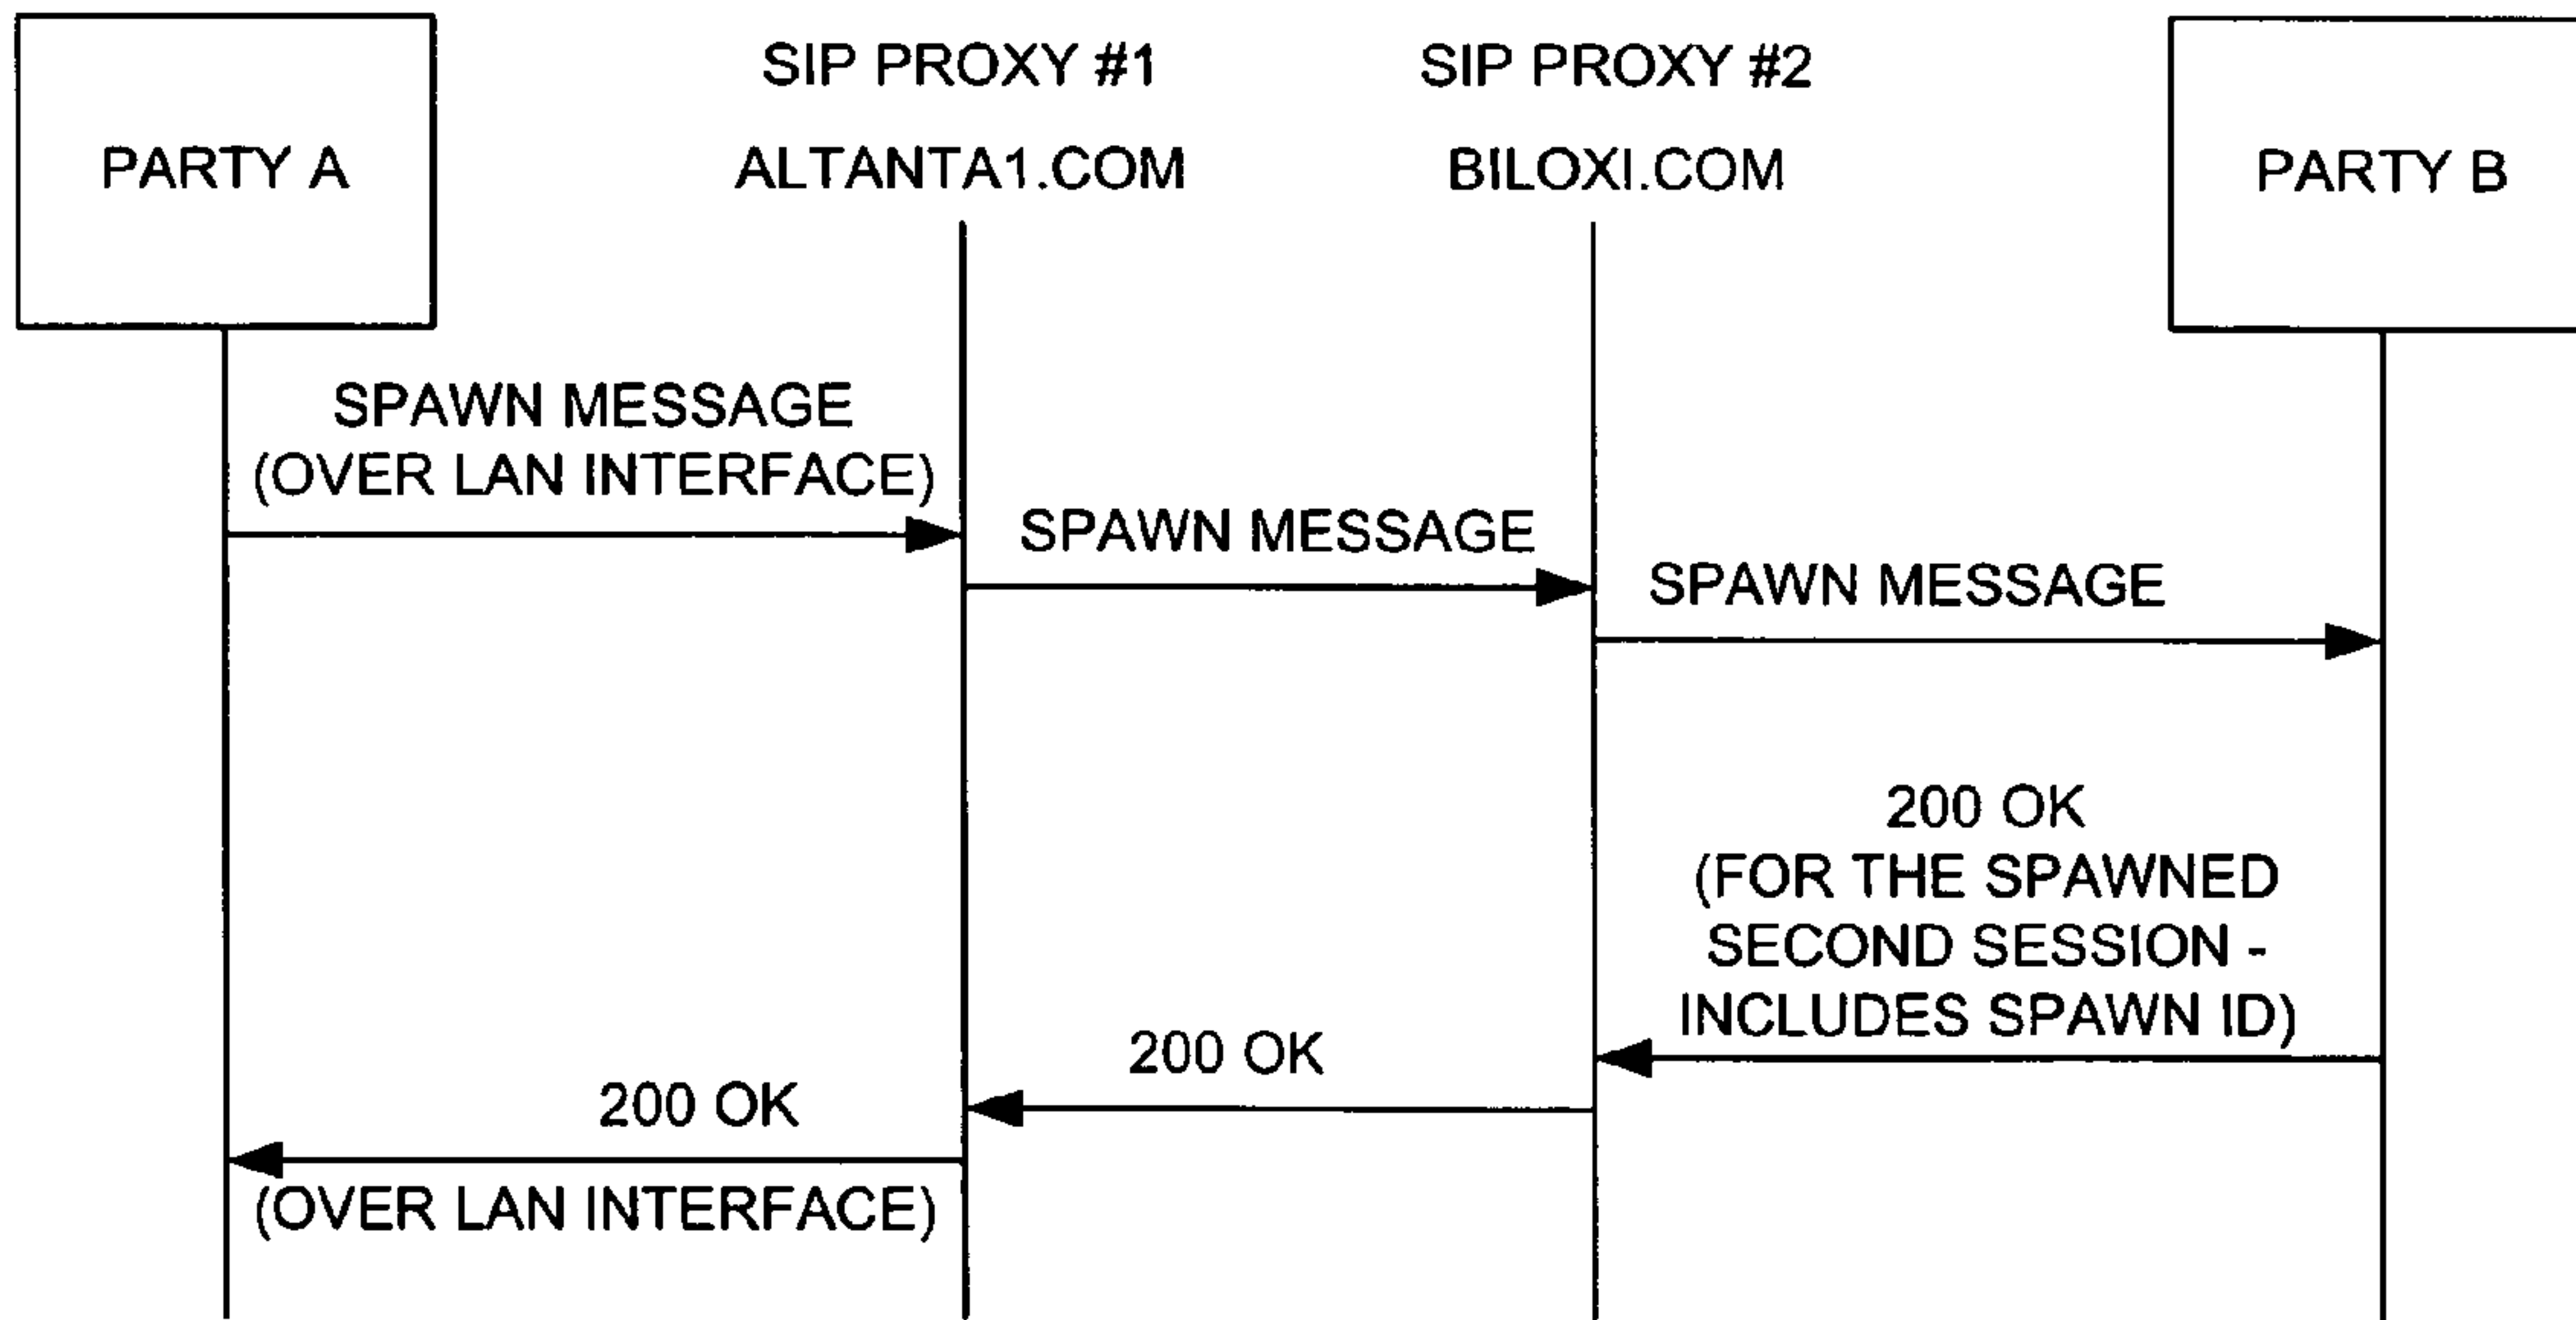 PARTY A
SIP PROXY #1
ALTANTA1.COM
SIP PROXY #2
BILOXI.COM
PARTY B
SPAWN MESSAGE
(OVER LAN INTERFACE)
SPAWN MESSAGE
SPAWN MESSAGE
200 OK
(FOR THE SPAWNED
SECOND SESSION -
INCLUDES SPAWN ID)
200 OK
200 OK
(OVER LAN INTERFACE)